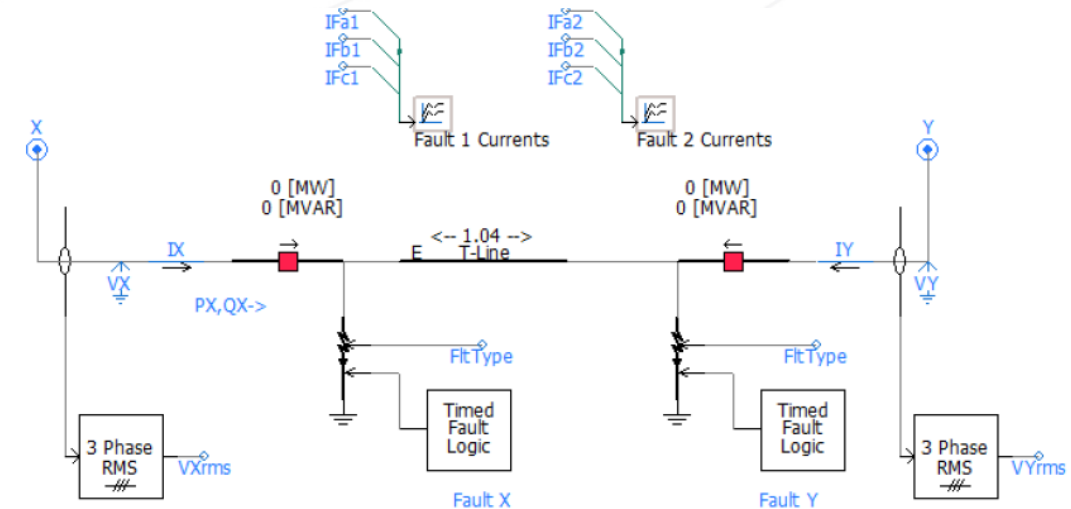 IFa1
IFb1
IFc1
Fault 1 Currents
IFa2
IFb2
IFc2
Fault 2 Currents
X
Y
0 [MW]
0 [MVAR]
0 [MW]
0 [MVAR]
IX
VX
PX,QX->
<-- 1.04 -->
E
T-Line
IY
VY
FltType
FltType
Timed
Fault
Logic
Timed
Fault
Logic
3 Phase
RMS
VXrms
3 Phase
RMS
VYrms
Fault X
Fault Y